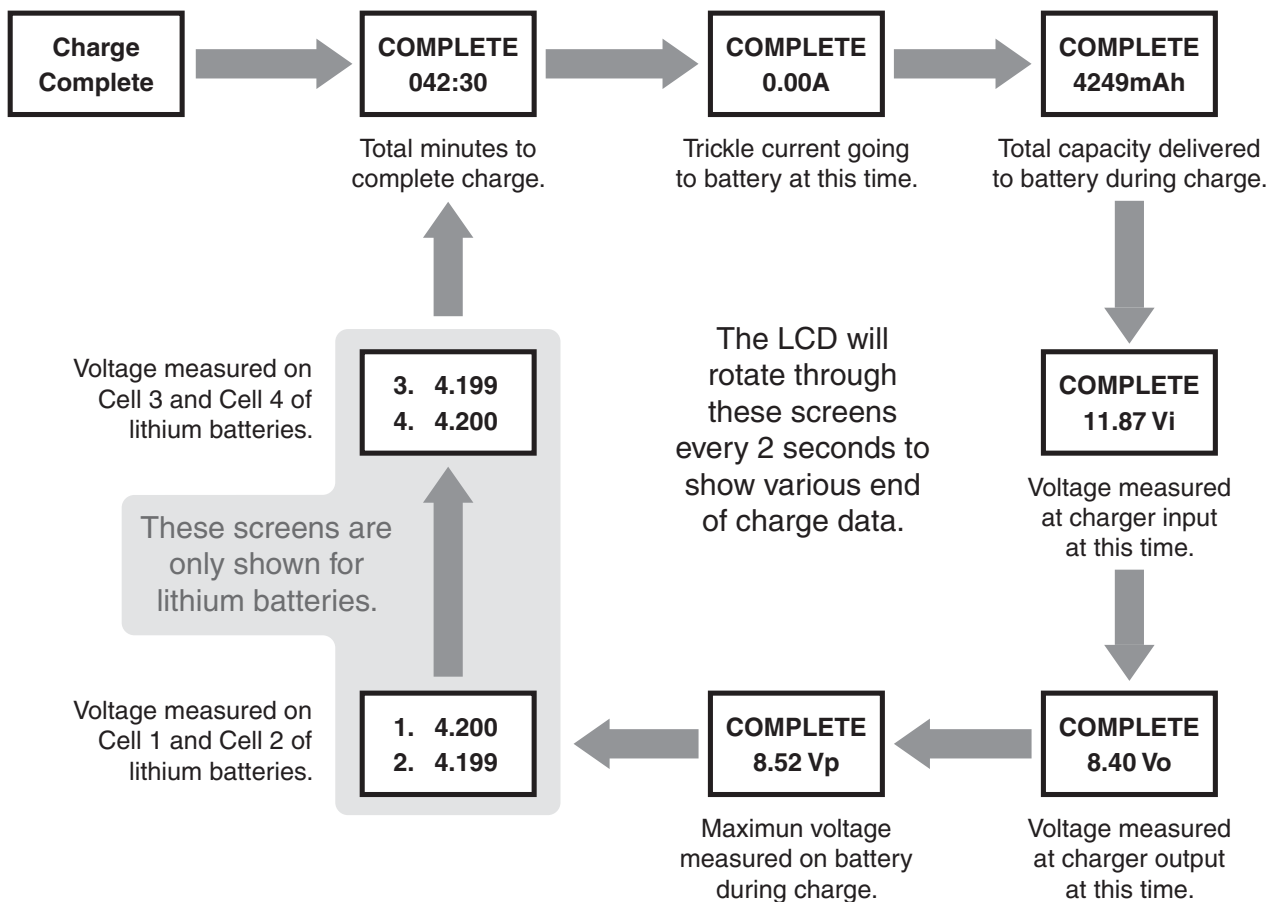 Charge
Complete
COMPLETE
042:30
Total minutes to
complete charge.
COMPLETE
0.00A
Trickle current going
to battery at this time.
COMPLETE
4249mAh
Total capacity delivered
to battery during charge.
COMPLETE
11.87 Vi
Voltage measured
at charger input
at this time.
COMPLETE
8.40 Vo
Voltage measured
at charger output
at this time.
COMPLETE
8.52 Vp
Maximun voltage
measured on battery
during charge.
1. 4.200
2. 4.199
Voltage measured on
Cell 1 and Cell 2 of
lithium batteries.
3. 4.199
4. 4.200
Voltage measured on
Cell 3 and Cell 4 of
lithium batteries.
These screens are
only shown for
lithium batteries.
The LCD will
rotate through
these screens
every 2 seconds to
show various end
of charge data.